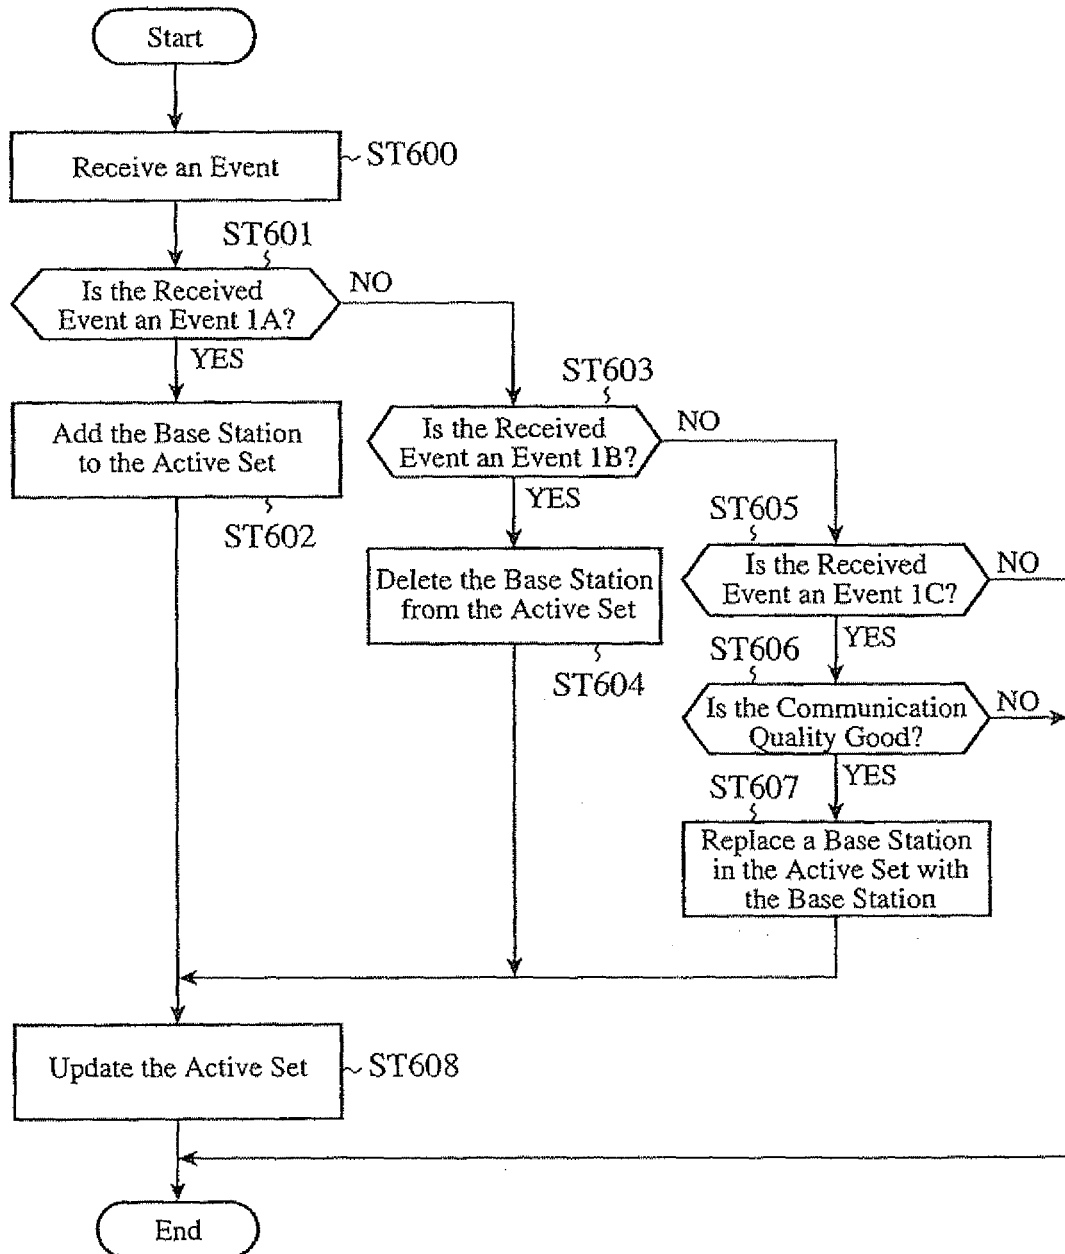 Start
Receive an Event
ST600
ST601
Is the Received
Event an Event 1A?
NO
YES
Add the Base Station
to the Active Set
ST602
ST603
Is the Received
Event an Event 1B?
NO
YES
Delete the Base Station
from the Active Set
ST604
ST605
Is the Received
Event an Event 1C?
NO
YES
ST606
Is the Communication
Quality Good?
NO
YES
ST607
Replace a Base Station
in the Active Set with
the Base Station
Update the Active Set
ST608
End